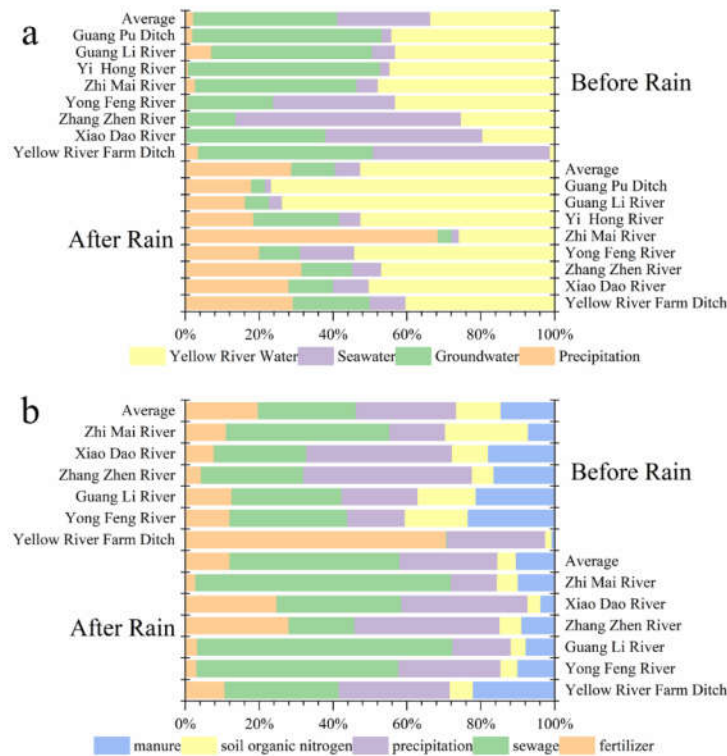 a
Average
Guang Pu Ditch
Guang Li River
Yi Hong River
Zhi Mai River
Yong Feng River
Zhang Zhen River
Xiao Dao River
Yellow River Farm Ditch
Before Rain
After Rain
Average
Guang Pu Ditch
Guang Li River
Yi Hong River
Zhi Mai River
Yong Feng River
Zhang Zhen River
Xiao Dao River
Yellow River Farm Ditch
0% 20% 40% 60% 80% 100%
Yellow River Water Seawater Groundwater Precipitation
b
Average
Zhi Mai River
Xiao Dao River
Zhang Zhen River
Guang Li River
Yong Feng River
Yellow River Farm Ditch
Before Rain
After Rain
Average
Zhi Mai River
Xiao Dao River
Zhang Zhen River
Guang Li River
Yong Feng River
Yellow River Farm Ditch
0% 20% 40% 60% 80% 100%
manure soil organic nitrogen precipitation sewage fertilizer